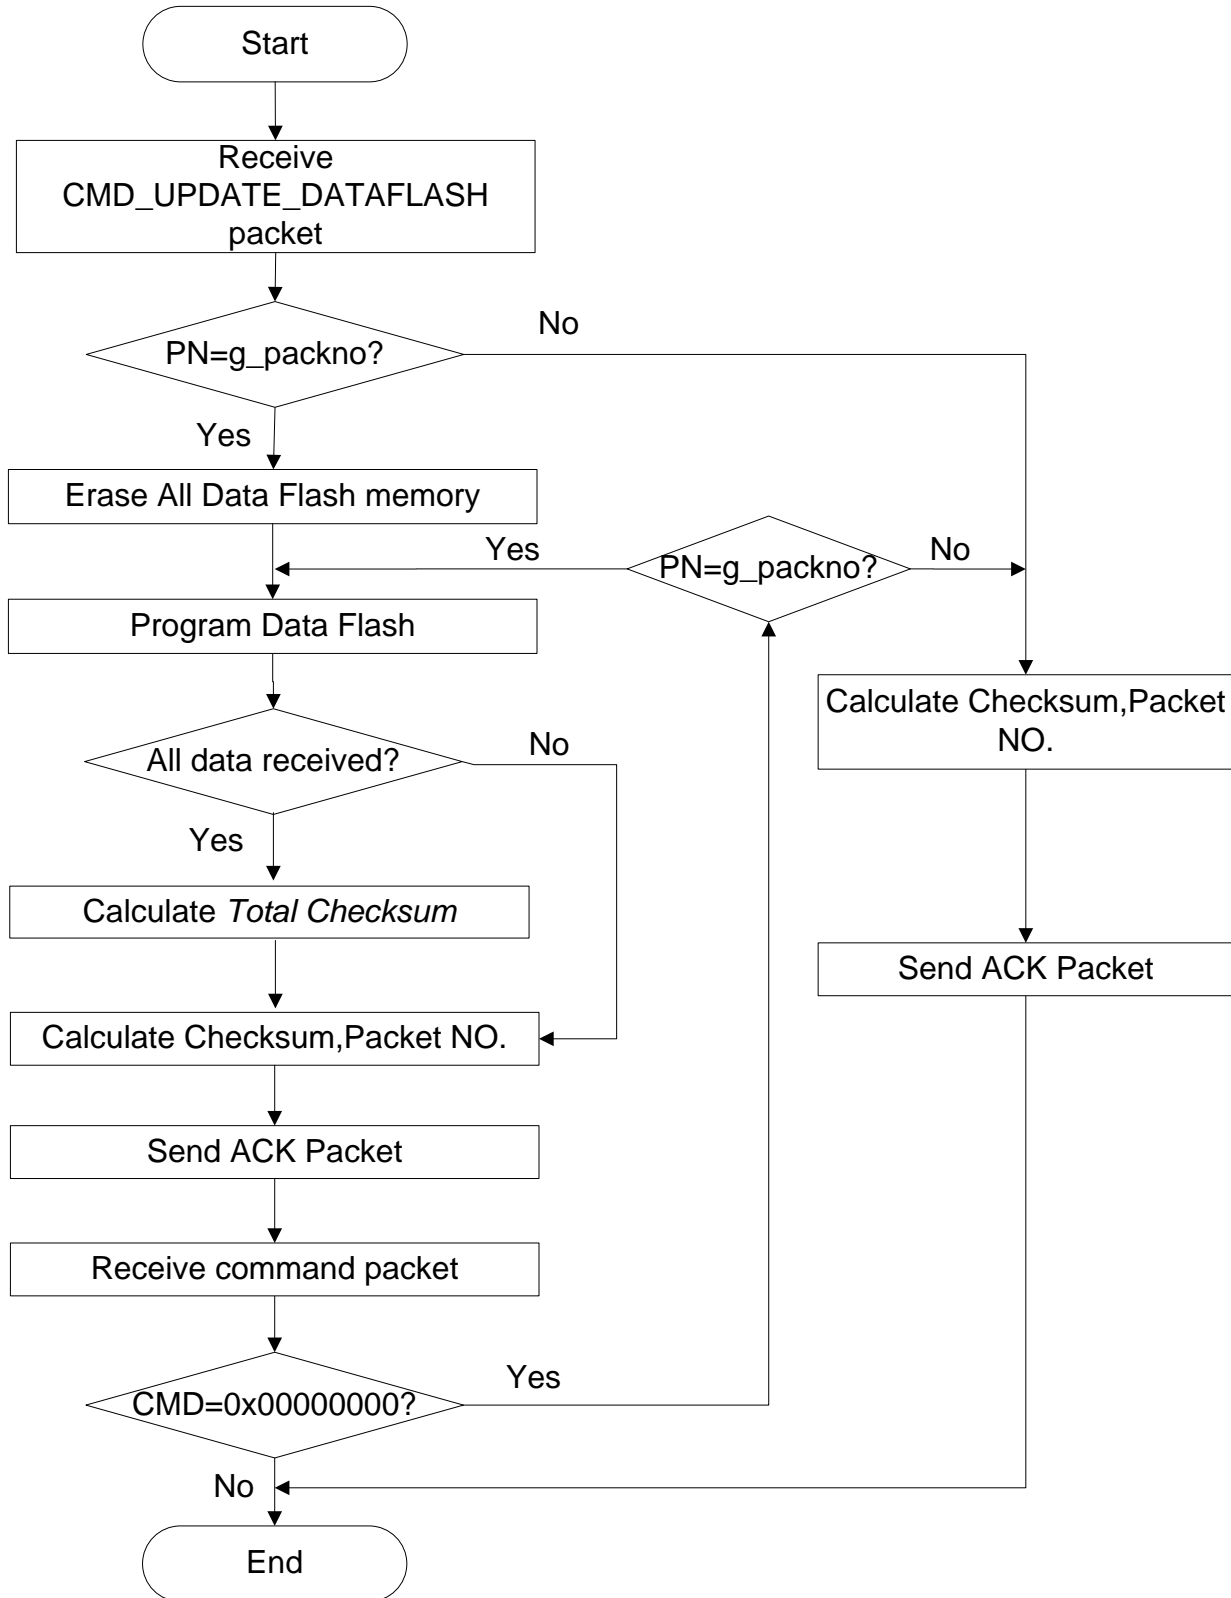 Start
Receive
CMD_UPDATE_DATAFLASH
packet
No
PN=g_packno?
Yes
Erase All Data Flash memory
Yes
PN=g_packno?
No
Program Data Flash
Calculate Checksum,Packet
NO.
All data received?
No
Yes
Calculate Total Checksum
Send ACK Packet
Calculate Checksum,Packet NO.
Send ACK Packet
Receive command packet
CMD=0x00000000?
Yes
No
End